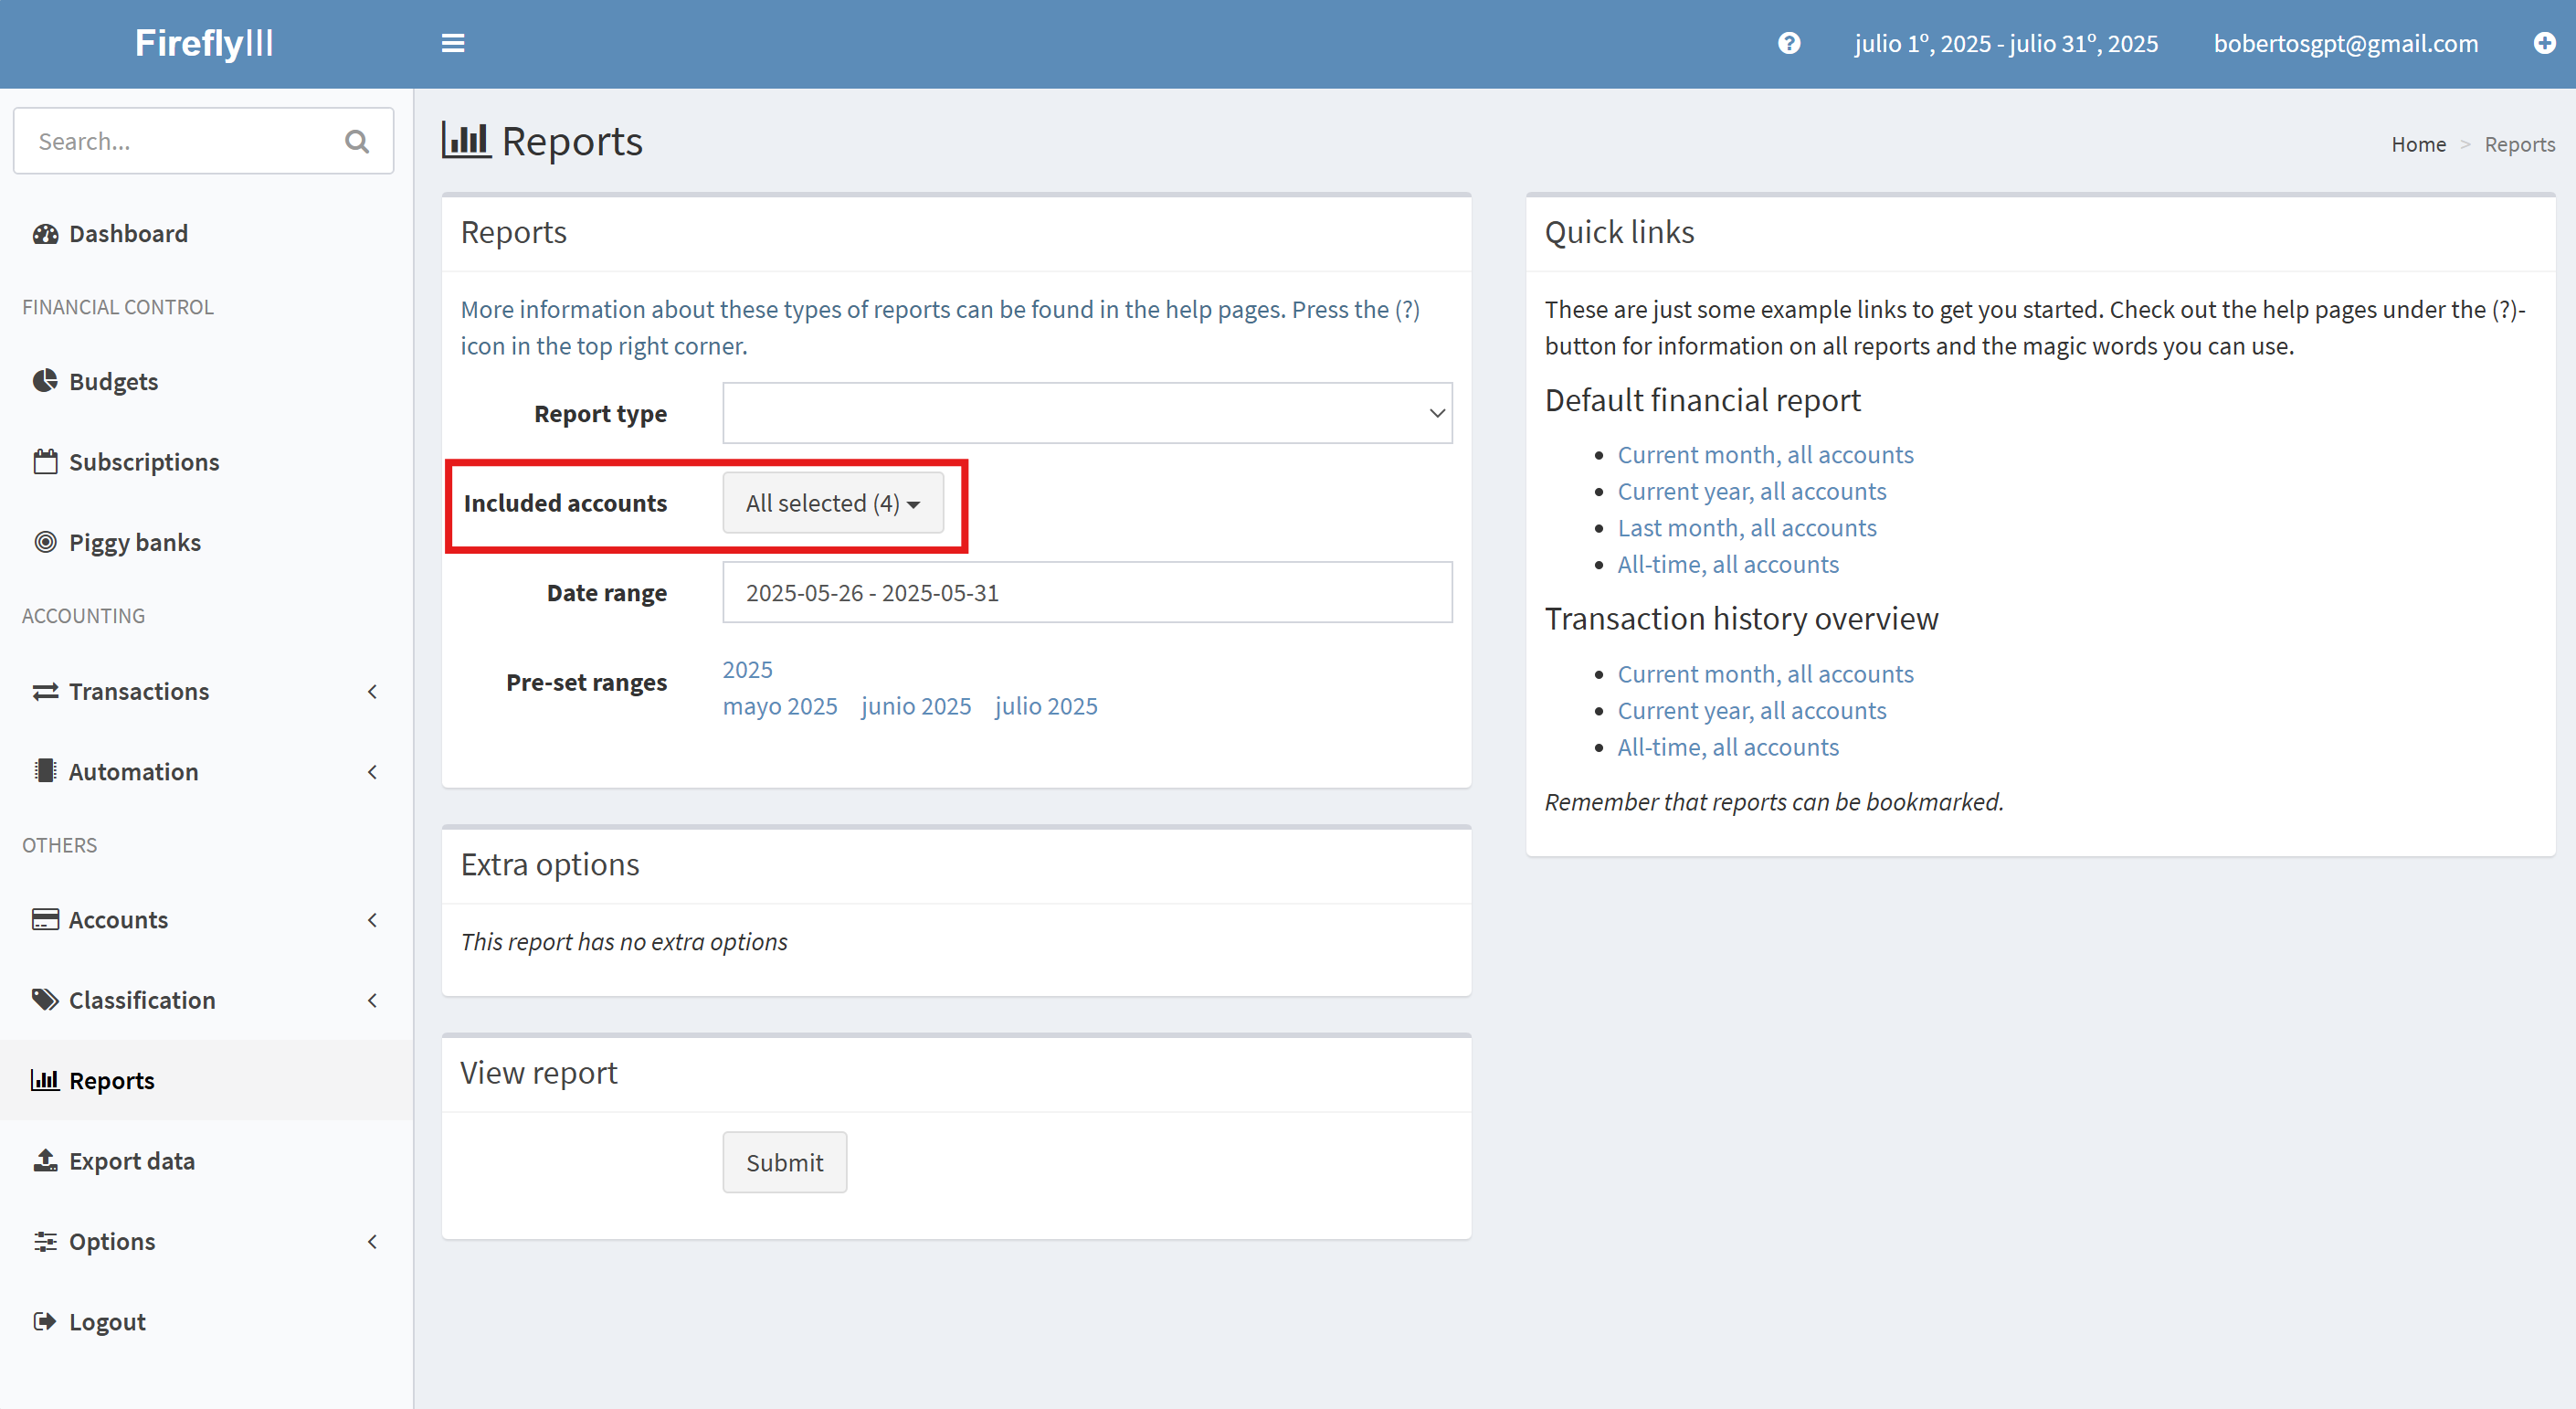 FireflyIII
julio 1º, 2025 - julio 31º, 2025
bobertosgpt@gmail.com
Search...
Dashboard
FINANCIAL CONTROL
Budgets
Subscriptions
Piggy banks
ACCOUNTING
Transactions
Automation
OTHERS
Accounts
Classification
Reports
Export data
Options
Logout
Reports
Home > Reports
Reports
More information about these types of reports can be found in the help pages. Press the (?)
icon in the top right corner.
Report type
Included accounts All selected (4)
Date range 2025-05-26 - 2025-05-31
Pre-set ranges
2025
mayo 2025 junio 2025 julio 2025
Extra options
This report has no extra options
View report
Submit
Quick links
These are just some example links to get you started. Check out the help pages under the (?)-
button for information on all reports and the magic words you can use.
Default financial report
Current month, all accounts
Current year, all accounts
Last month, all accounts
All-time, all accounts
Transaction history overview
Current month, all accounts
Current year, all accounts
All-time, all accounts
Remember that reports can be bookmarked.